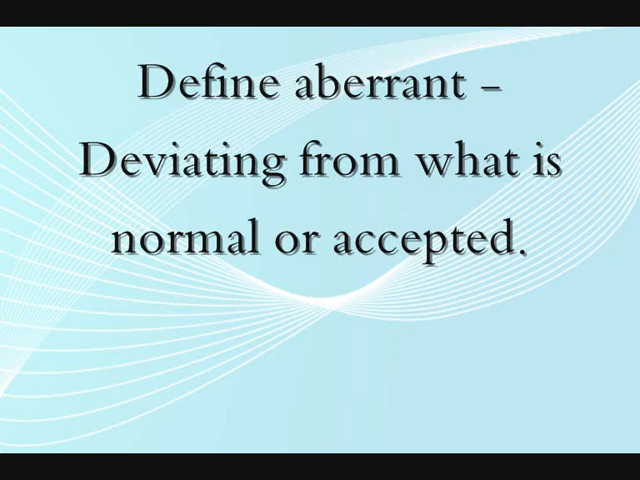 Define aberrant -
Deviating from what is
normal or accepted.